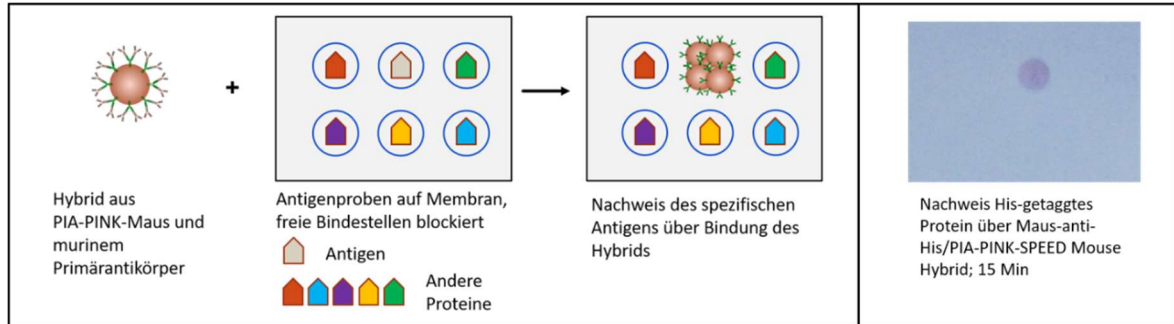 Hybrid aus
PIA-PINK-Maus und
murinem
Primärantikörper
+
Antigenproben auf Membran,
freie Bindestellen blockiert
Antigen
Andere
Proteine
Nachweis des spezifischen
Antigens über Bindung des
Hybrids
Nachweis His-getaggtes
Protein über Maus-anti-
His/PIA-PINK-SPEED Mouse
Hybrid; 15 Min